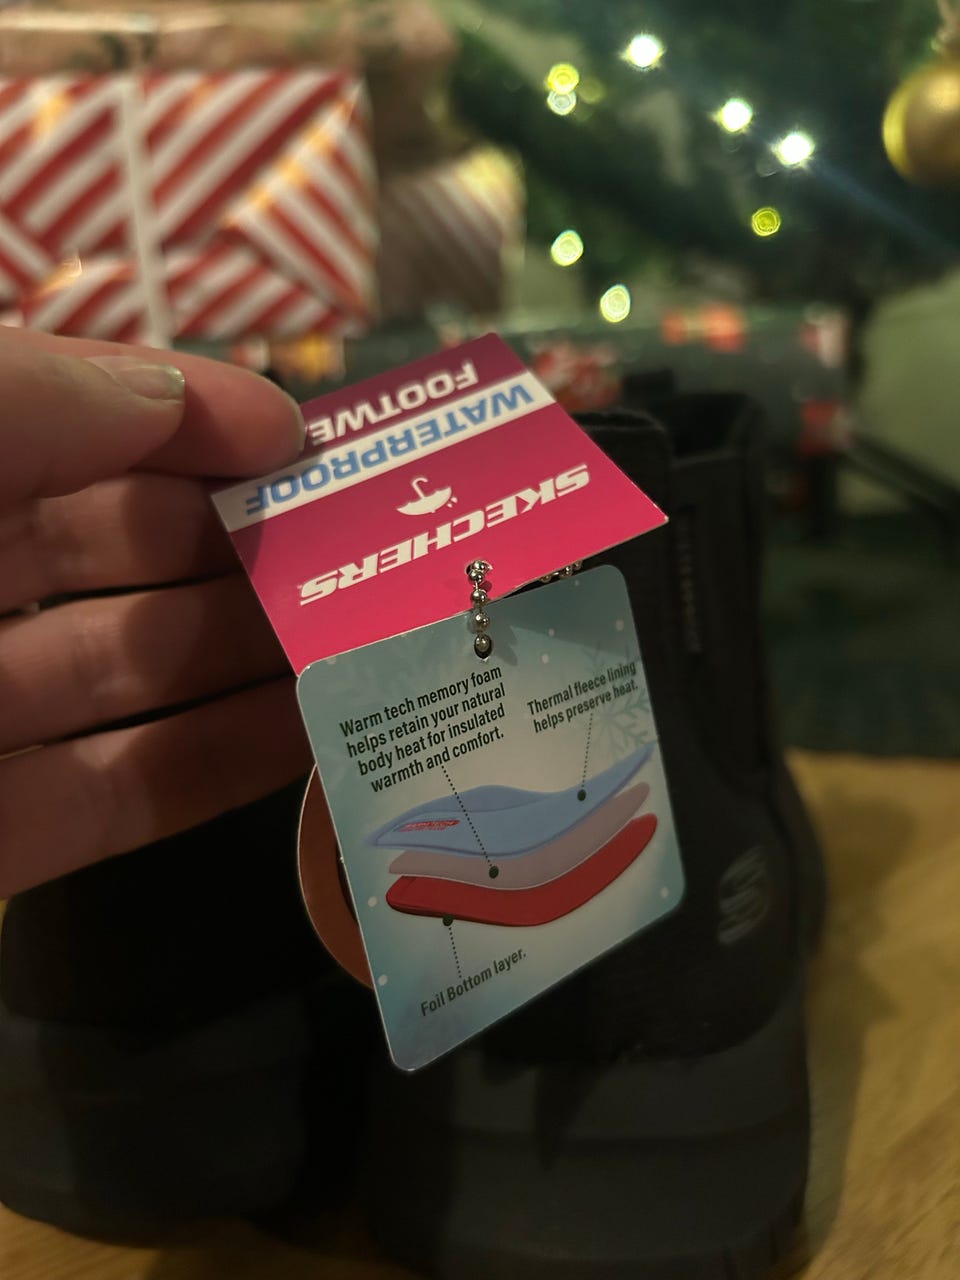 SKECHERS
WATERPROOF
FOOTWE
Warm tech memory foam
helps retain your natural
body heat for insulated
warmth and comfort.
Thermal fleece lining
helps preserve heat.
Foil Bottom layer.